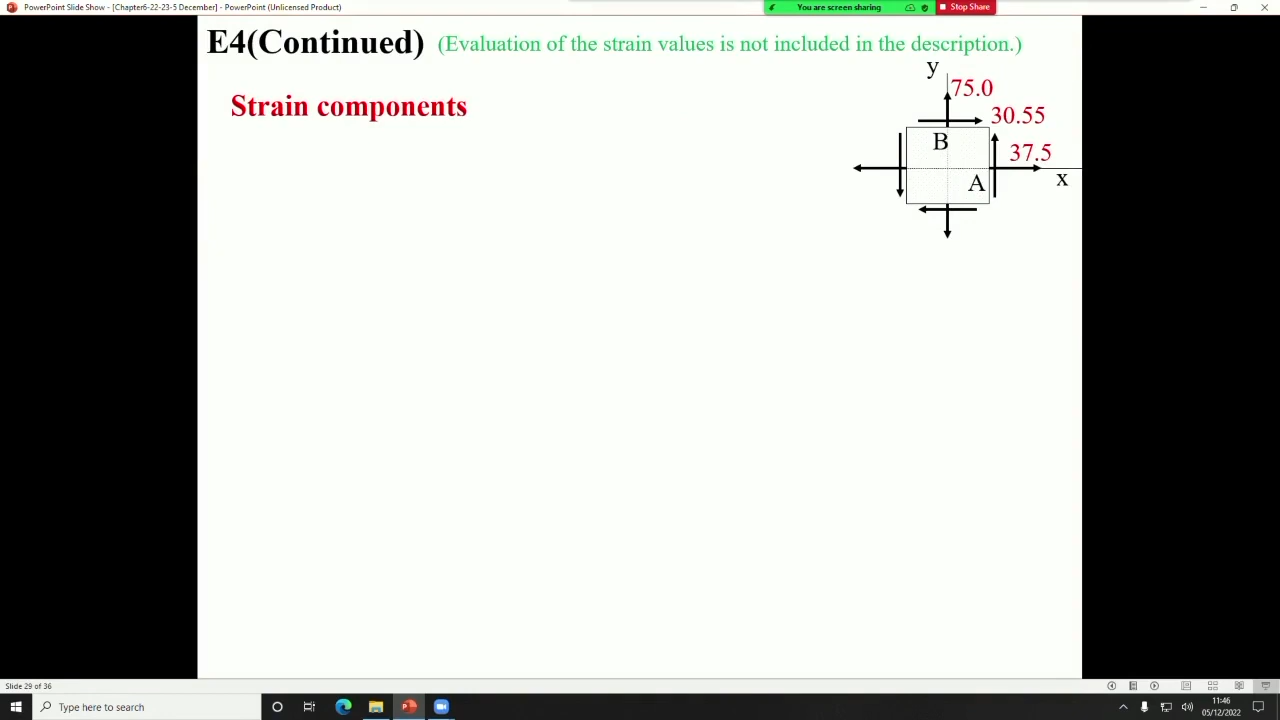 PowerPoint Slide Show - [Chapter6-22-23-5 December] - PowerPoint (Unlicensed Product)
You are screen sharing
Stop Share
E4(Continued) (Evaluation of the strain values is not included in the description.)
Strain components
y
75.0
30.55
B
37.5
A
x
Slide 29 of 36
Type here to search
11:46
05/12/2022